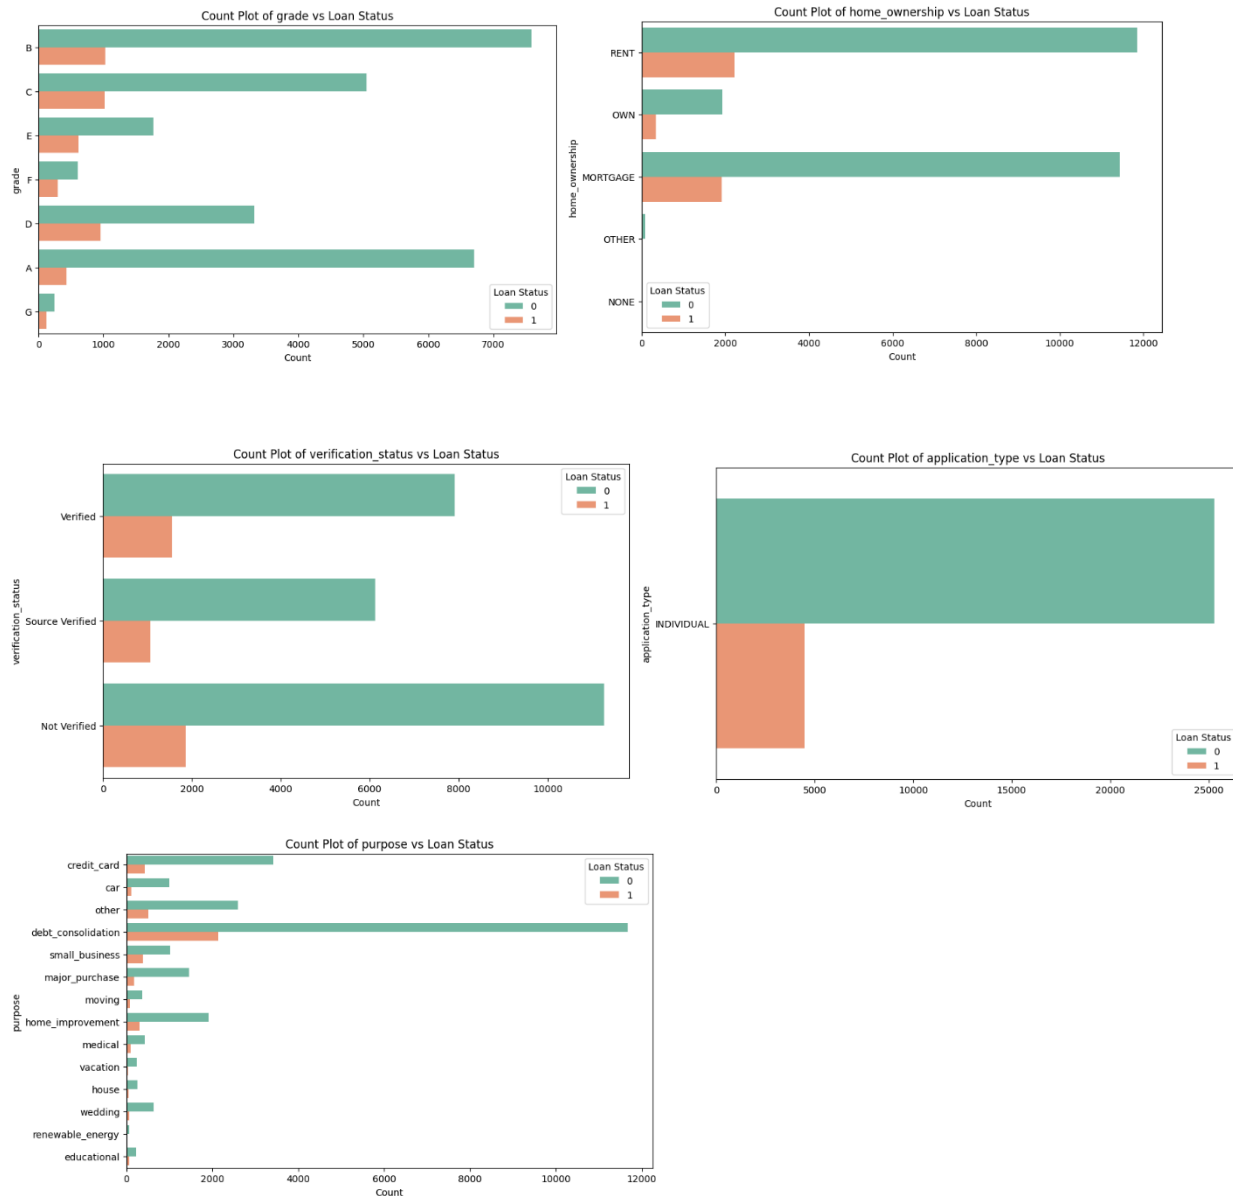 Count Plot of grade vs Loan Status
grade
B
C
E
F
D
A
G
0 1000 2000 3000 4000 5000 6000 7000
Count
Loan Status
0
1
Count Plot of home_ownership vs Loan Status
home_ownership
RENT
OWN
MORTGAGE
OTHER
NONE
0 2000 4000 6000 8000 10000 12000
Count
Loan Status
0
1
Count Plot of verification_status vs Loan Status
verification_status
Verified
Source Verified
Not Verified
0 2000 4000 6000 8000 10000
Count
Loan Status
0
1
Count Plot of application_type vs Loan Status
application_type
INDIVIDUAL
0 5000 10000 15000 20000 25000
Count
Loan Status
0
1
Count Plot of purpose vs Loan Status
purpose
credit_card
car
other
debt_consolidation
small_business
major_purchase
moving
home_improvement
medical
vacation
house
wedding
renewable_energy
educational
0 2000 4000 6000 8000 10000 12000
Count
Loan Status
0
1